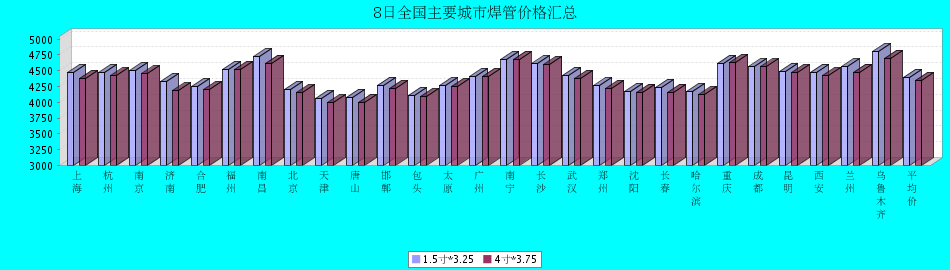 8日全国主要城市焊管价格汇总
5000
4750
4500
4250
4000
3750
3500
3250
3000
上海
杭州
南京
济南
合肥
福州
南昌
北京
天津
唐山
邯郸
包头
太原
广州
南宁
长沙
武汉
郑州
沈阳
长春
哈尔滨
重庆
成都
昆明
西安
兰州
乌鲁木齐
平均价
1.5寸*3.25
4寸*3.75